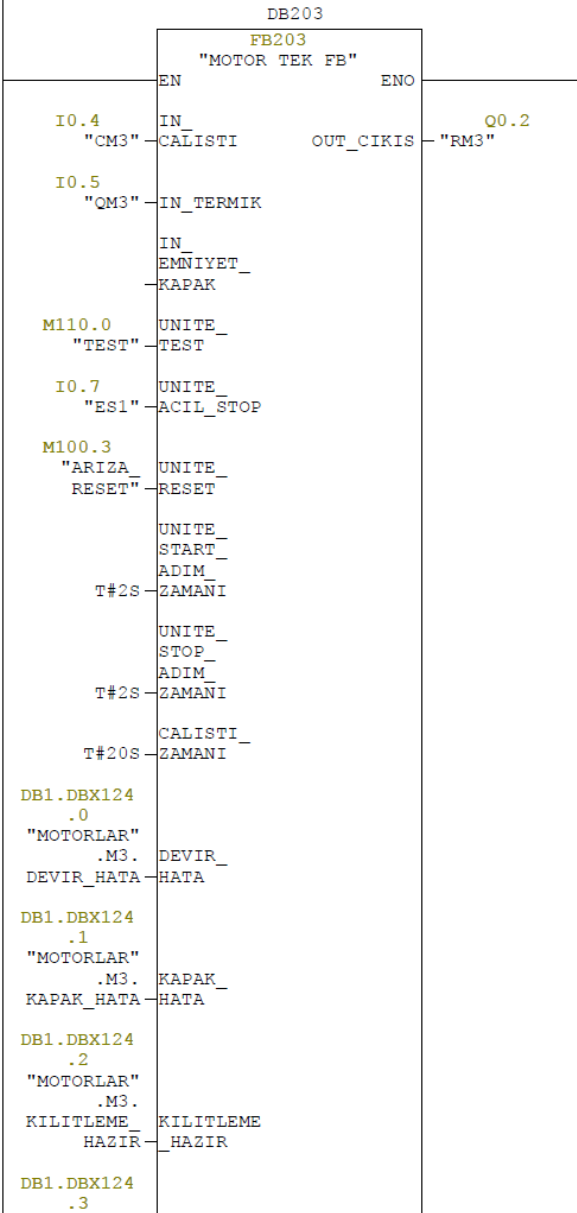 DB203
FB203
"MOTOR TEK FB"
EN ENO
I0.4 IN_ Q0.2
"CM3" CALISTI OUT_CIKIS "RM3"
I0.5
"QM3" IN_TERMIK
IN_
EMNIYET_
KAPAK
M110.0 UNITE_
"TEST" TEST
I0.7 UNITE_
"ES1" ACIL_STOP
M100.3
"ARIZA_ UNITE_
RESET" RESET
UNITE_
START_
ADIM_
T#2S ZAMANI
UNITE_
STOP_
ADIM_
T#2S ZAMANI
CALISTI_
T#20S ZAMANI
DB1.DBX124
.0
"MOTORLAR"
.M3. DEVIR_
DEVIR_HATA HATA
DB1.DBX124
.1
"MOTORLAR"
.M3. KAPAK_
KAPAK_HATA HATA
DB1.DBX124
.2
"MOTORLAR"
.M3.
KILITLEME_ KILITLEME
HAZIR _HAZIR
DB1.DBX124
.3